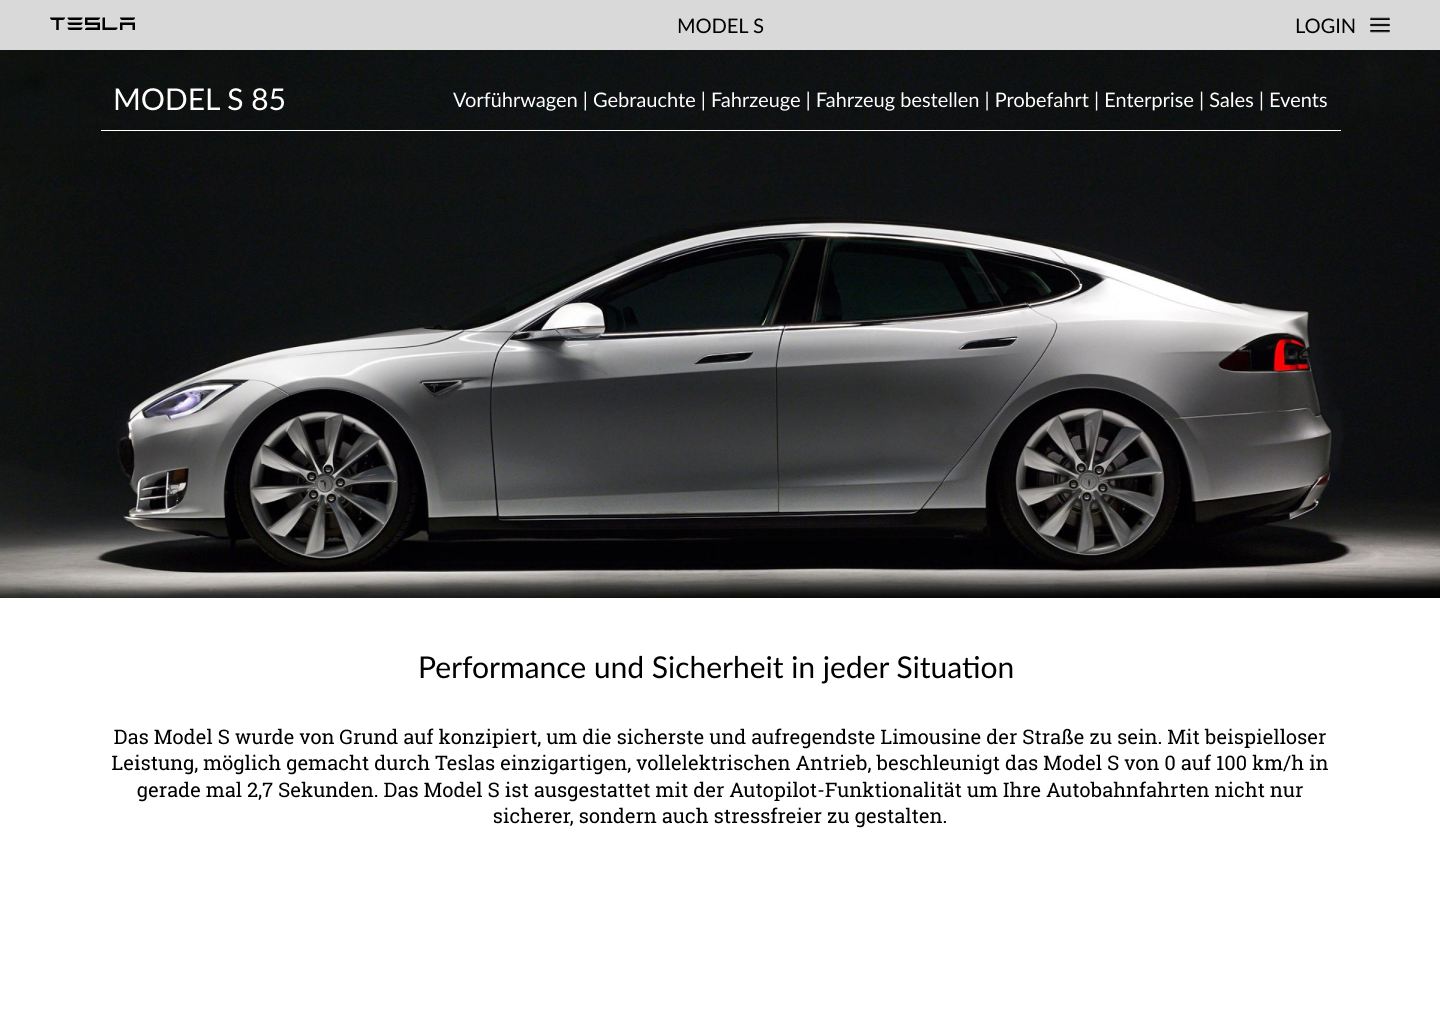 TESLA MODEL S LOGIN
MODEL S 85 Vorführwagen | Gebrauchte | Fahrzeuge | Fahrzeug bestellen | Probefahrt | Enterprise | Sales | Events
Performance und Sicherheit in jeder Situation
Das Model S wurde von Grund auf konzipiert, um die sicherste und aufregendste Limousine der Straße zu sein. Mit beispielloser
Leistung, möglich gemacht durch Teslas einzigartigen, vollelektrischen Antrieb, beschleunigt das Model S von 0 auf 100 km/h in
gerade mal 2,7 Sekunden. Das Model S ist ausgestattet mit der Autopilot-Funktionalität um Ihre Autobahnfahrten nicht nur
sicherer, sondern auch stressfreier zu gestalten.